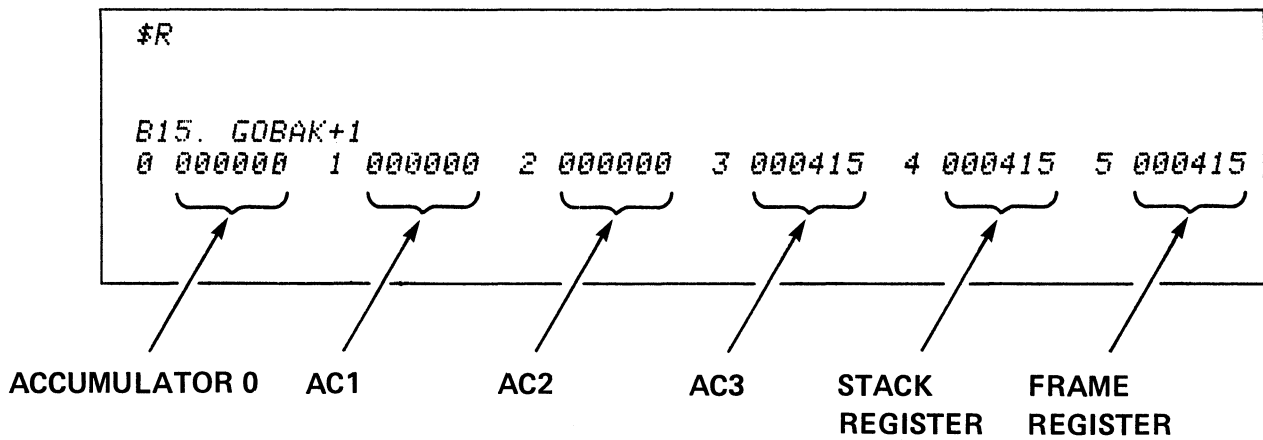 $R
B15. GOBAK+1
0 000000 1 000000 2 000000 3 000415 4 000415 5 000415
ACCUMULATOR 0 AC1 AC2 AC3 STACK REGISTER FRAME REGISTER